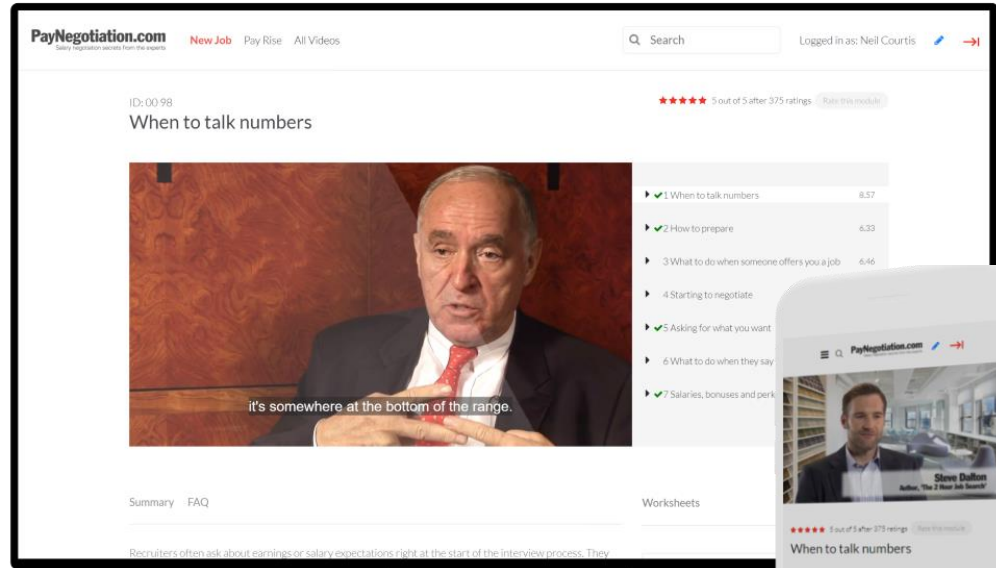 PayNegotiation.com
Salary negotiation secrets from the experts
New Job Pay Rise All Videos
Search
Logged in as: Neil Courtis
ID: 00 98
5 out of 5 after 375 ratings Rate this module
When to talk numbers
1 When to talk numbers 8.57
2 How to prepare 6.33
3 What to do when someone offers you a job 6.46
4 Starting to negotiate
5 Asking for what you want
6 What to do when they say
7 Salaries, bonuses and perk
it's somewhere at the bottom of the range.
Summary FAQ
Worksheets
Recruiters often ask about earnings or salary expectations right at the start of the interview process. They
PayNegotiation.com
Steve Dalton
Author, 'The 2 Hour Job Search'
5 out of 5 after 375 ratings Rate this module
When to talk numbers